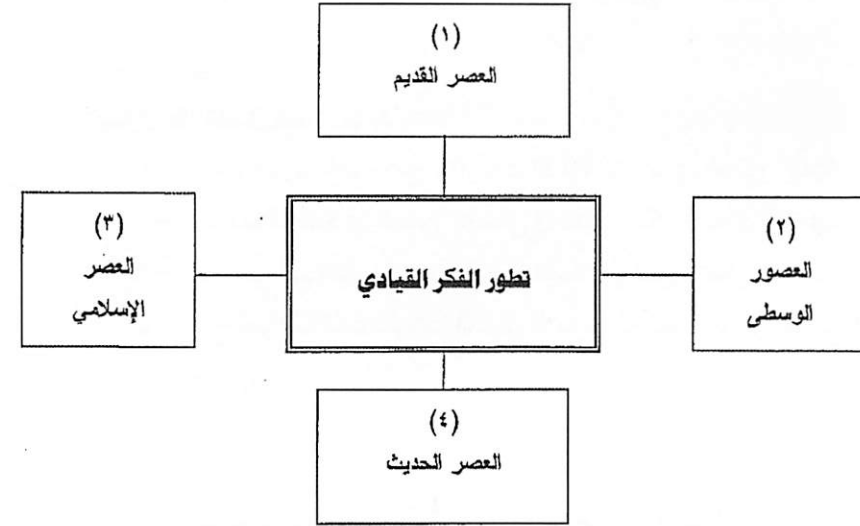 (١)
العصر القديم
(٢)
العصور
الوسطى
تطور الفكر القيادي
(٣)
العصر
الإسلامي
(٤)
العصر الحديث